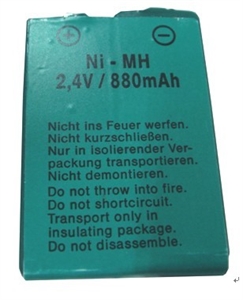 + -
Ni - MH
2,4V / 880mAh
Nicht ins Feuer werfen.
Nicht kurzschließen.
Nur in isolierender Ver-
packung transportieren.
Nicht demontieren.
Do not throw into fire.
Do not shortcircuit.
Transport only in
insulating package.
Do not disassemble.